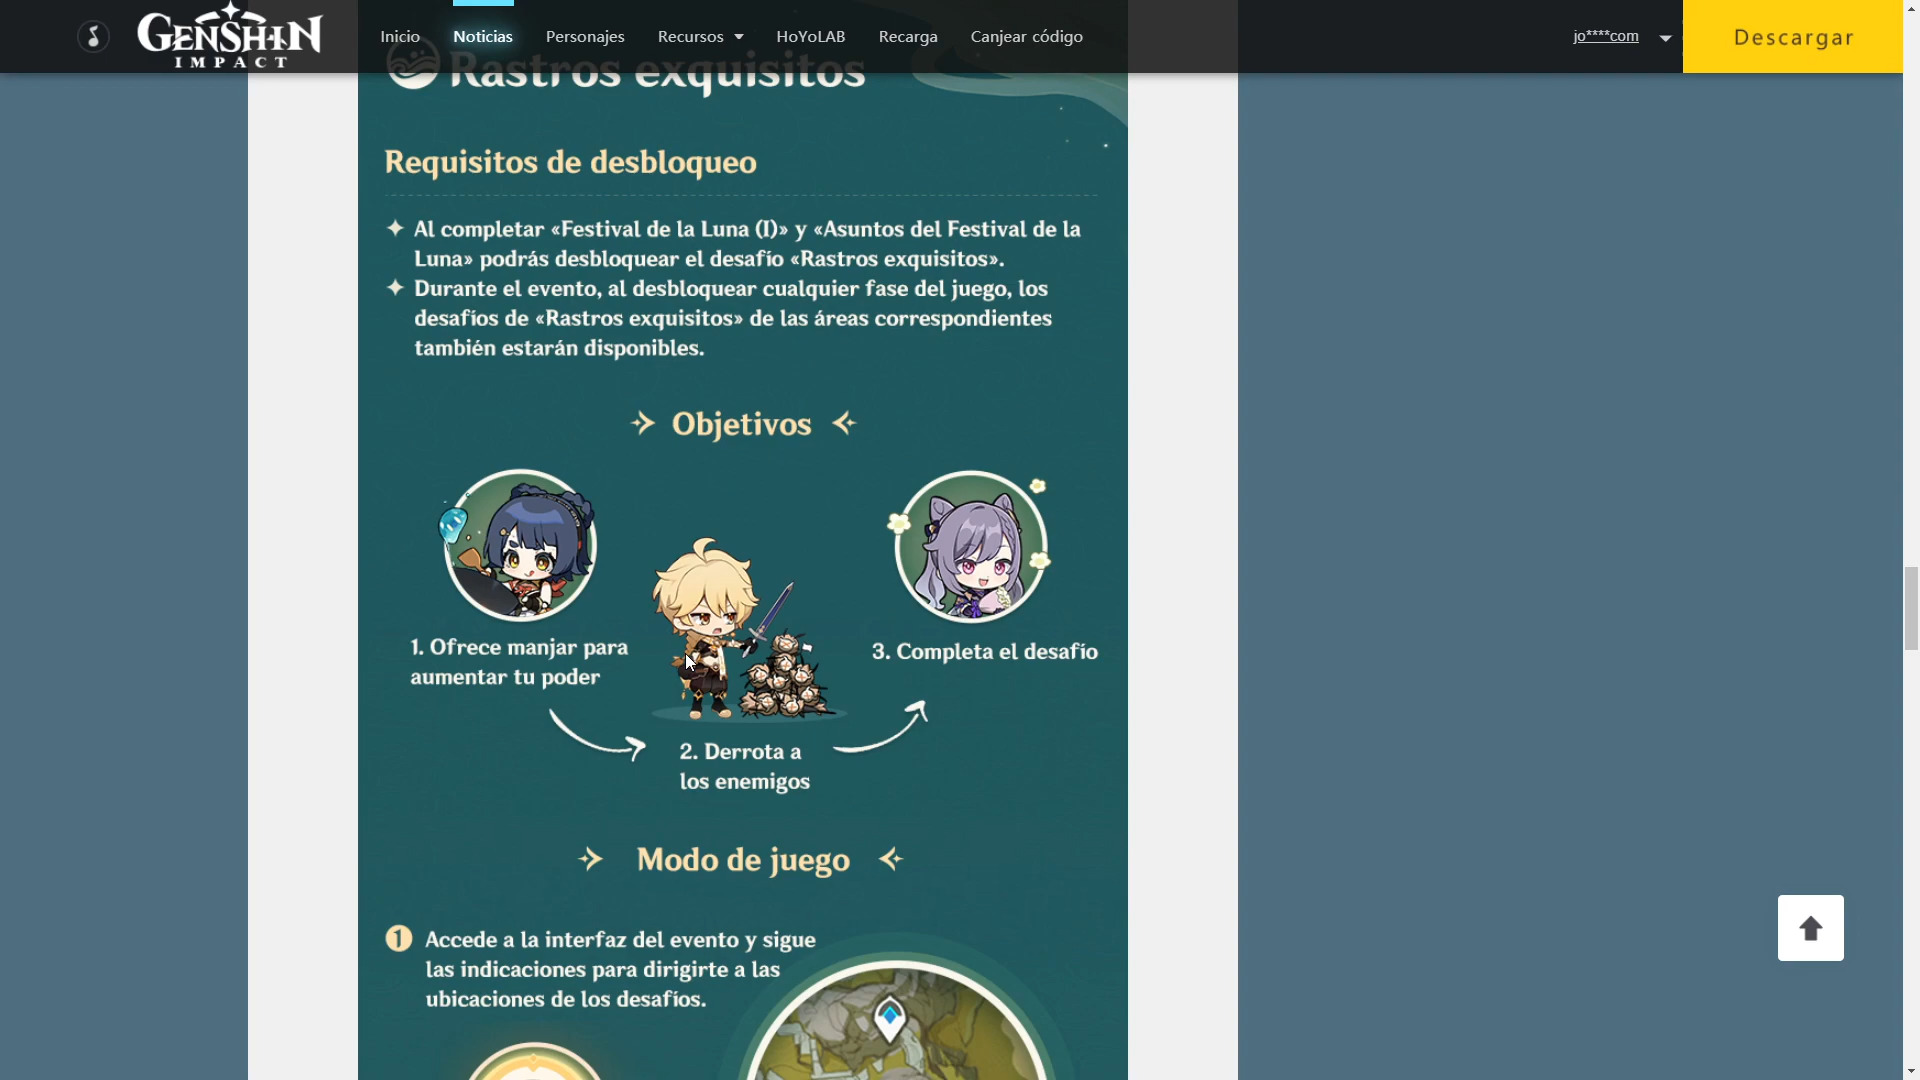 GENSHIN
IMPACT
Inicio
Noticias
Personajes
Recursos
HoYoLAB
Recarga
Canjear código
jo****com
Descargar
Rastros exquisitos
Requisitos de desbloqueo
Al completar «Festival de la Luna (I)» y «Asuntos del Festival de la
Luna» podrás desbloquear el desafío «Rastros exquisitos».
Durante el evento, al desbloquear cualquier fase del juego, los
desafíos de «Rastros exquisitos» de las áreas correspondientes
también estarán disponibles.
Objetivos
1. Ofrece manjar para
aumentar tu poder
2. Derrota a
los enemigos
3. Completa el desafío
Modo de juego
1 Accede a la interfaz del evento y sigue
las indicaciones para dirigirte a las
ubicaciones de los desafíos.